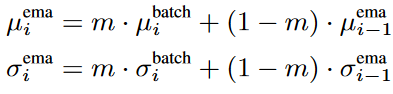 μ_i^ema = m · μ_i^batch + (1 − m) · μ_{i−1}^ema
σ_i^ema = m · σ_i^batch + (1 − m) · σ_{i−1}^ema